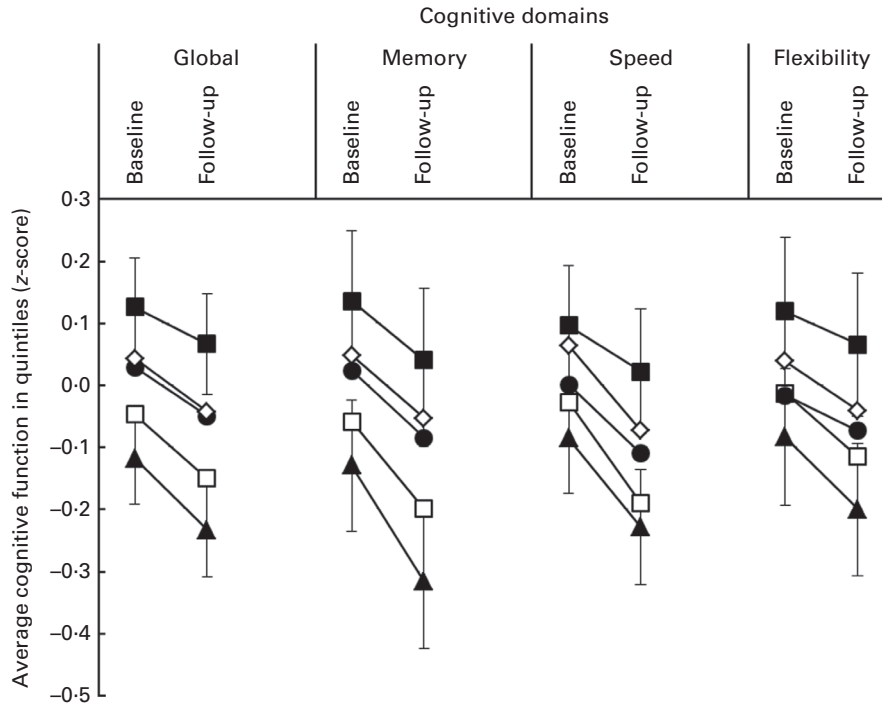 Cognitive domains
Global Memory Speed Flexibility
Baseline Follow-up Baseline Follow-up Baseline Follow-up Baseline Follow-up
Average cognitive function in quintiles (z-score)
0·3
0·2
0·1
0·0
–0·1
–0·2
–0·3
–0·4
–0·5